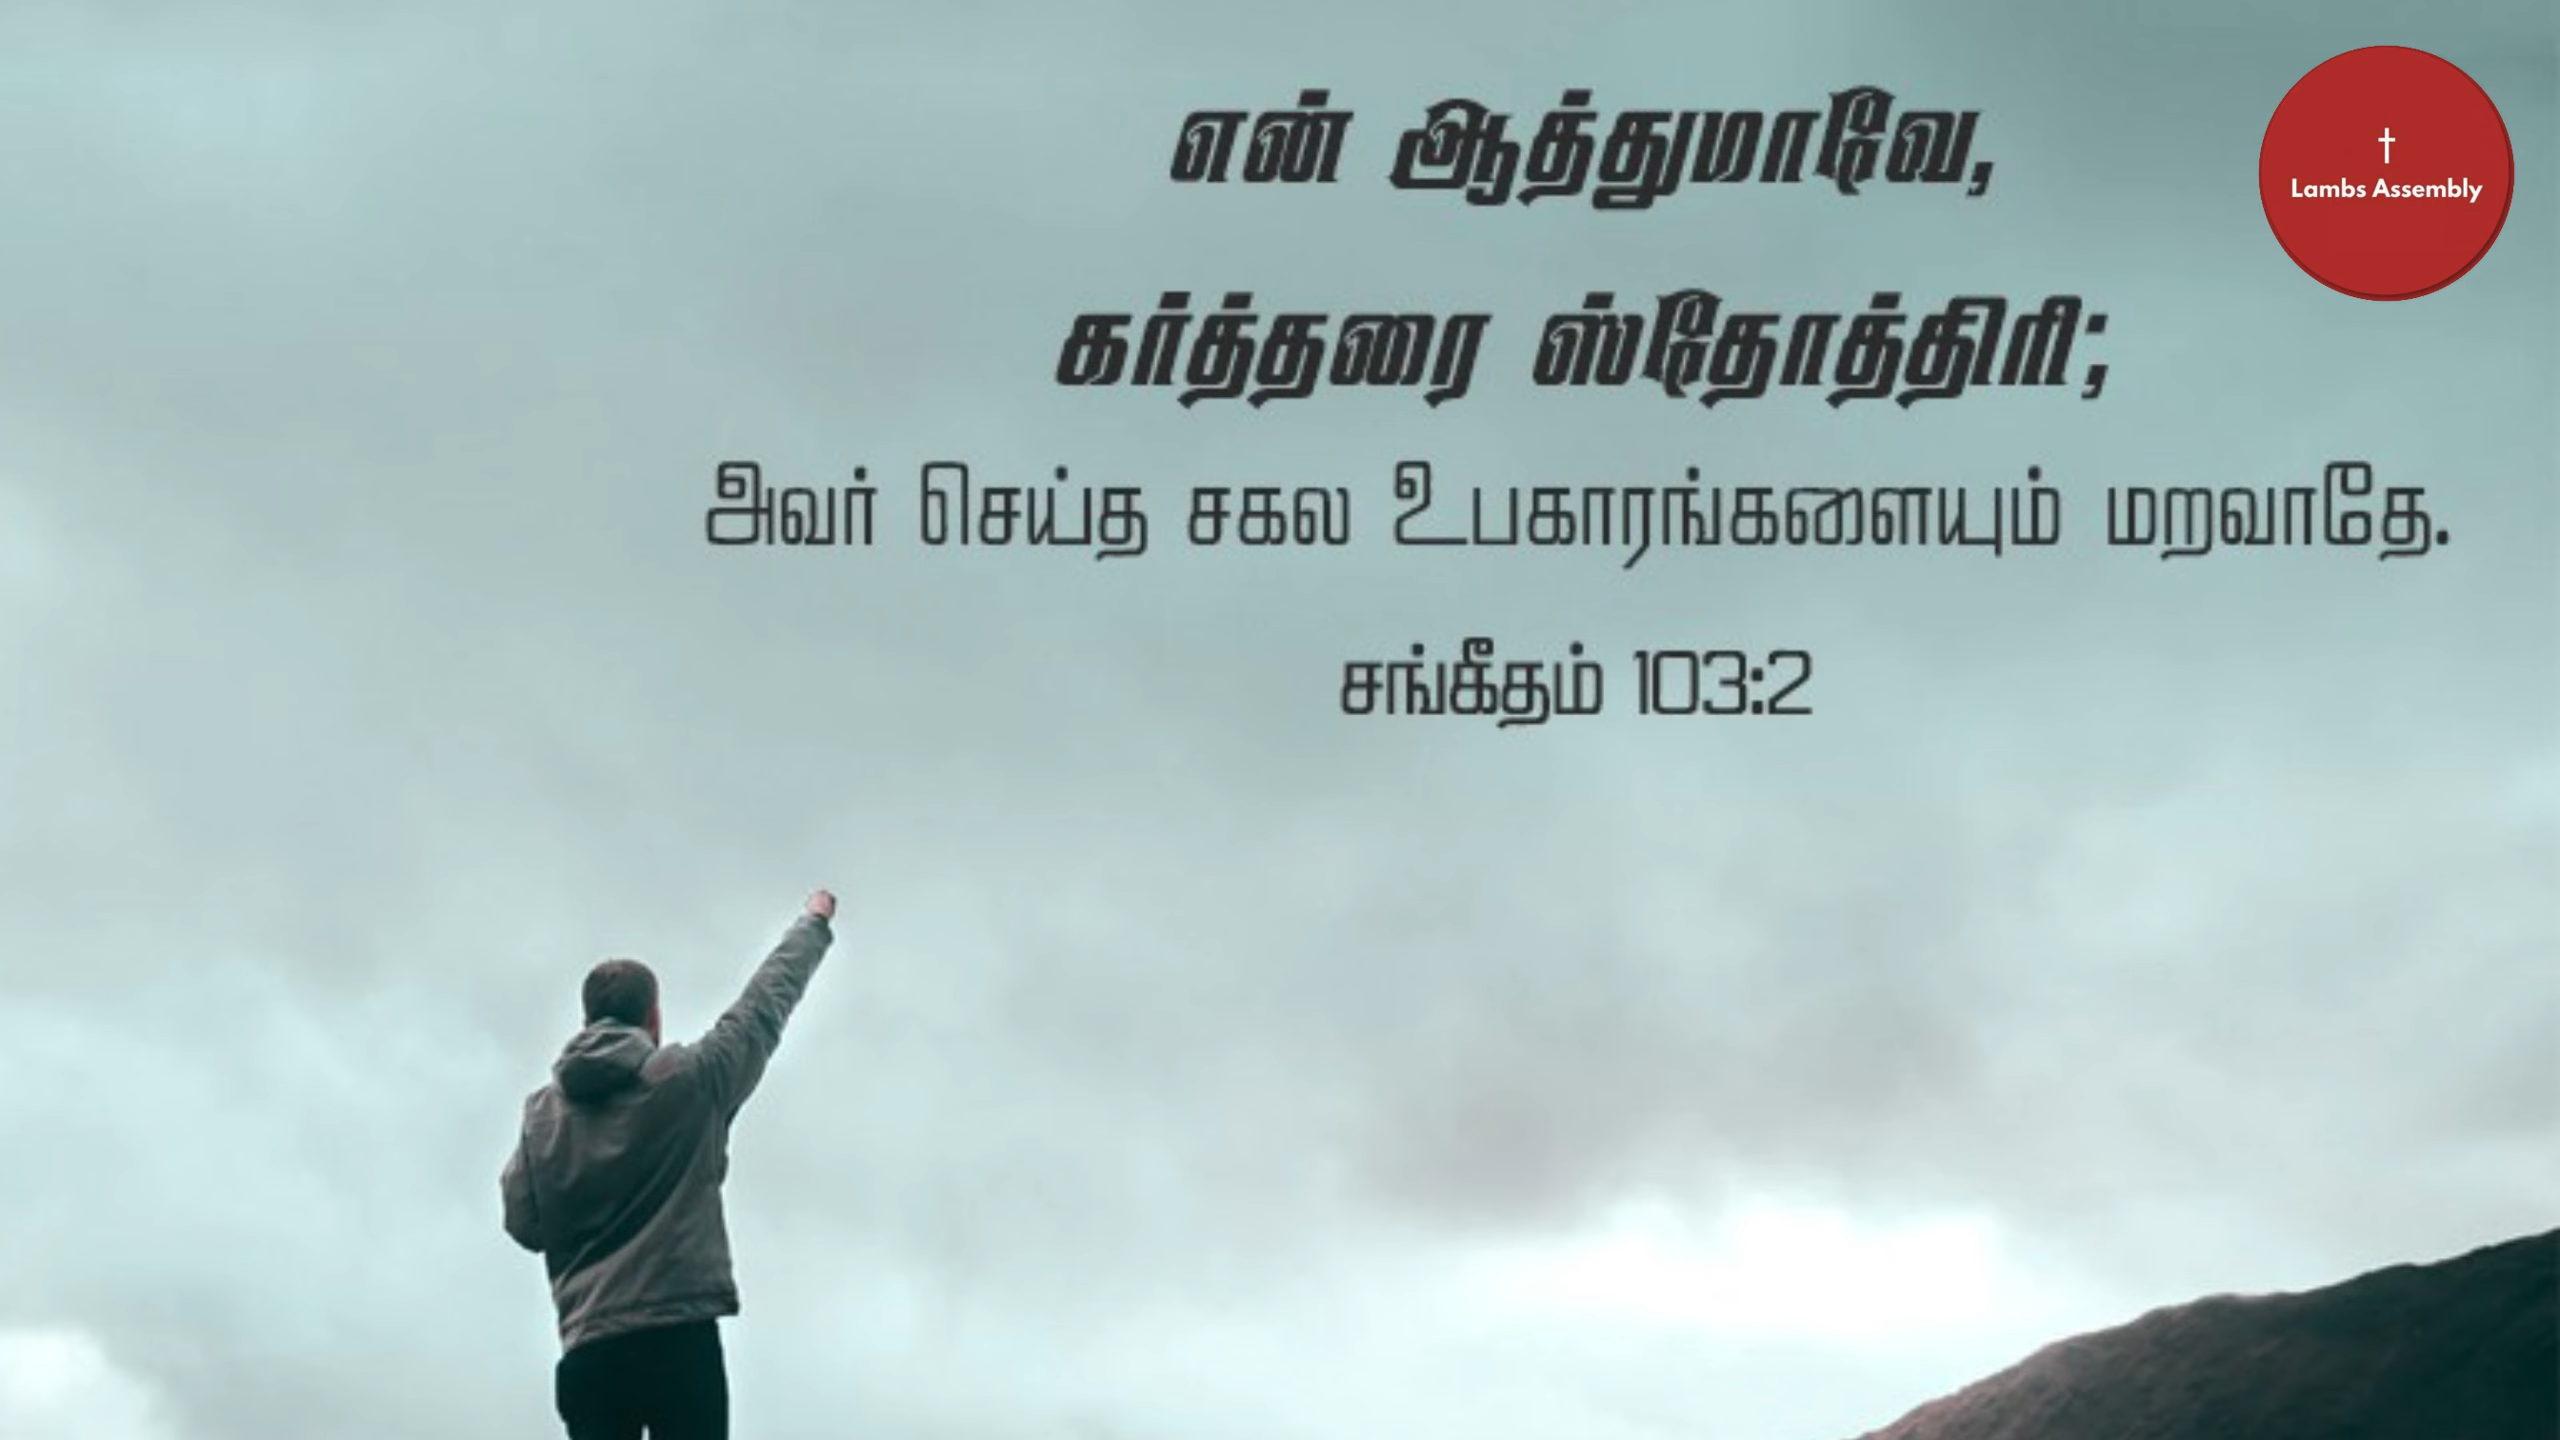 என் ஆத்துமாவே,
கர்த்தரை ஸ்தோத்திரி;
அவர் செய்த சகல உபகாரங்களையும் மறவாதே.
சங்கீதம் 103:2
Lambs Assembly